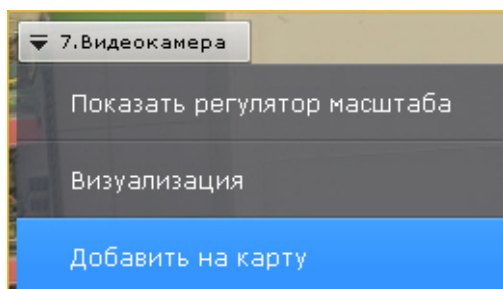 7.Видеокамера
Показать регулятор масштаба
Визуализация
Добавить на карту